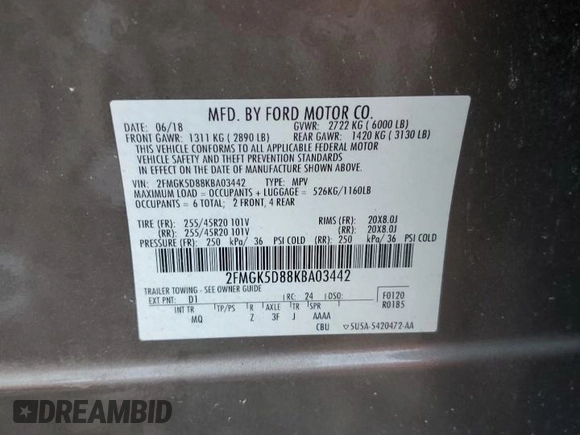 MFD. BY FORD MOTOR CO.
DATE: 06/18 GVWR: 2722 KG ( 6000 LB)
FRONT GAWR: 1311 KG ( 2890 LB) REAR GAWR: 1420 KG ( 3130 LB)
THIS VEHICLE CONFORMS TO ALL APPLICABLE FEDERAL MOTOR
VEHICLE SAFETY AND THEFT PREVENTION STANDARDS
IN EFFECT ON THE DATE OF MANUFACTURE SHOWN ABOVE.
VIN: 2FMGK5D88KBA03442 TYPE: MPV
MAXIMUM LOAD = OCCUPANTS + LUGGAGE = 526KG/1160LB
OCCUPANTS = 6 TOTAL; 2 FRONT, 4 REAR
TIRE (FR): 255/45R20 101V RIMS (FR): 20X8.0J
(RR): 255/45R20 101V (RR): 20X8.0J
PRESSURE (FR): 250 kPa/ 36 PSI COLD (RR): 250 kPa/ 36 PSI COLD
2FMGK5D88KBA03442
TRAILER TOWING - SEE OWNER GUIDE
EXT PNT: D1 RC: 24 DSO: F0120
INT TR TP/PS R AXLE TR SPR R0185
MQ Z 3F J AAAA
CBU 5U5A-5420472-AA
DREAMBID